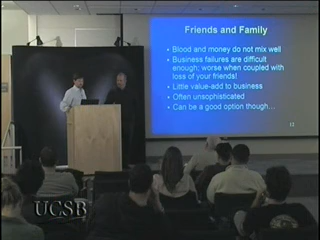 Friends and Family
Blood and money do not mix well
Business failures are difficult
enough; worse when coupled with
loss of your friends!
Little value-add to business
Often unsophisticated
Can be a good option though…
UCSB